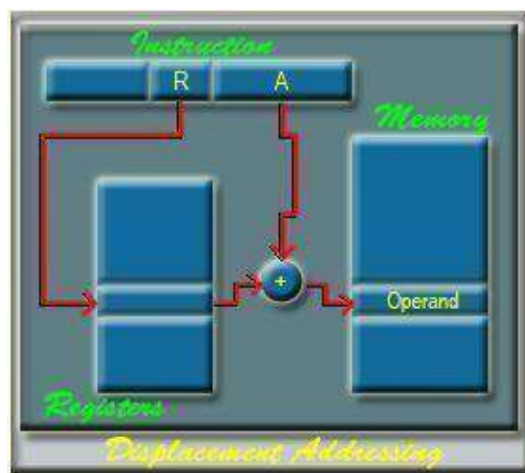 Instruction
R A
Memory
+
Operand
Registers
Displacement Addressing